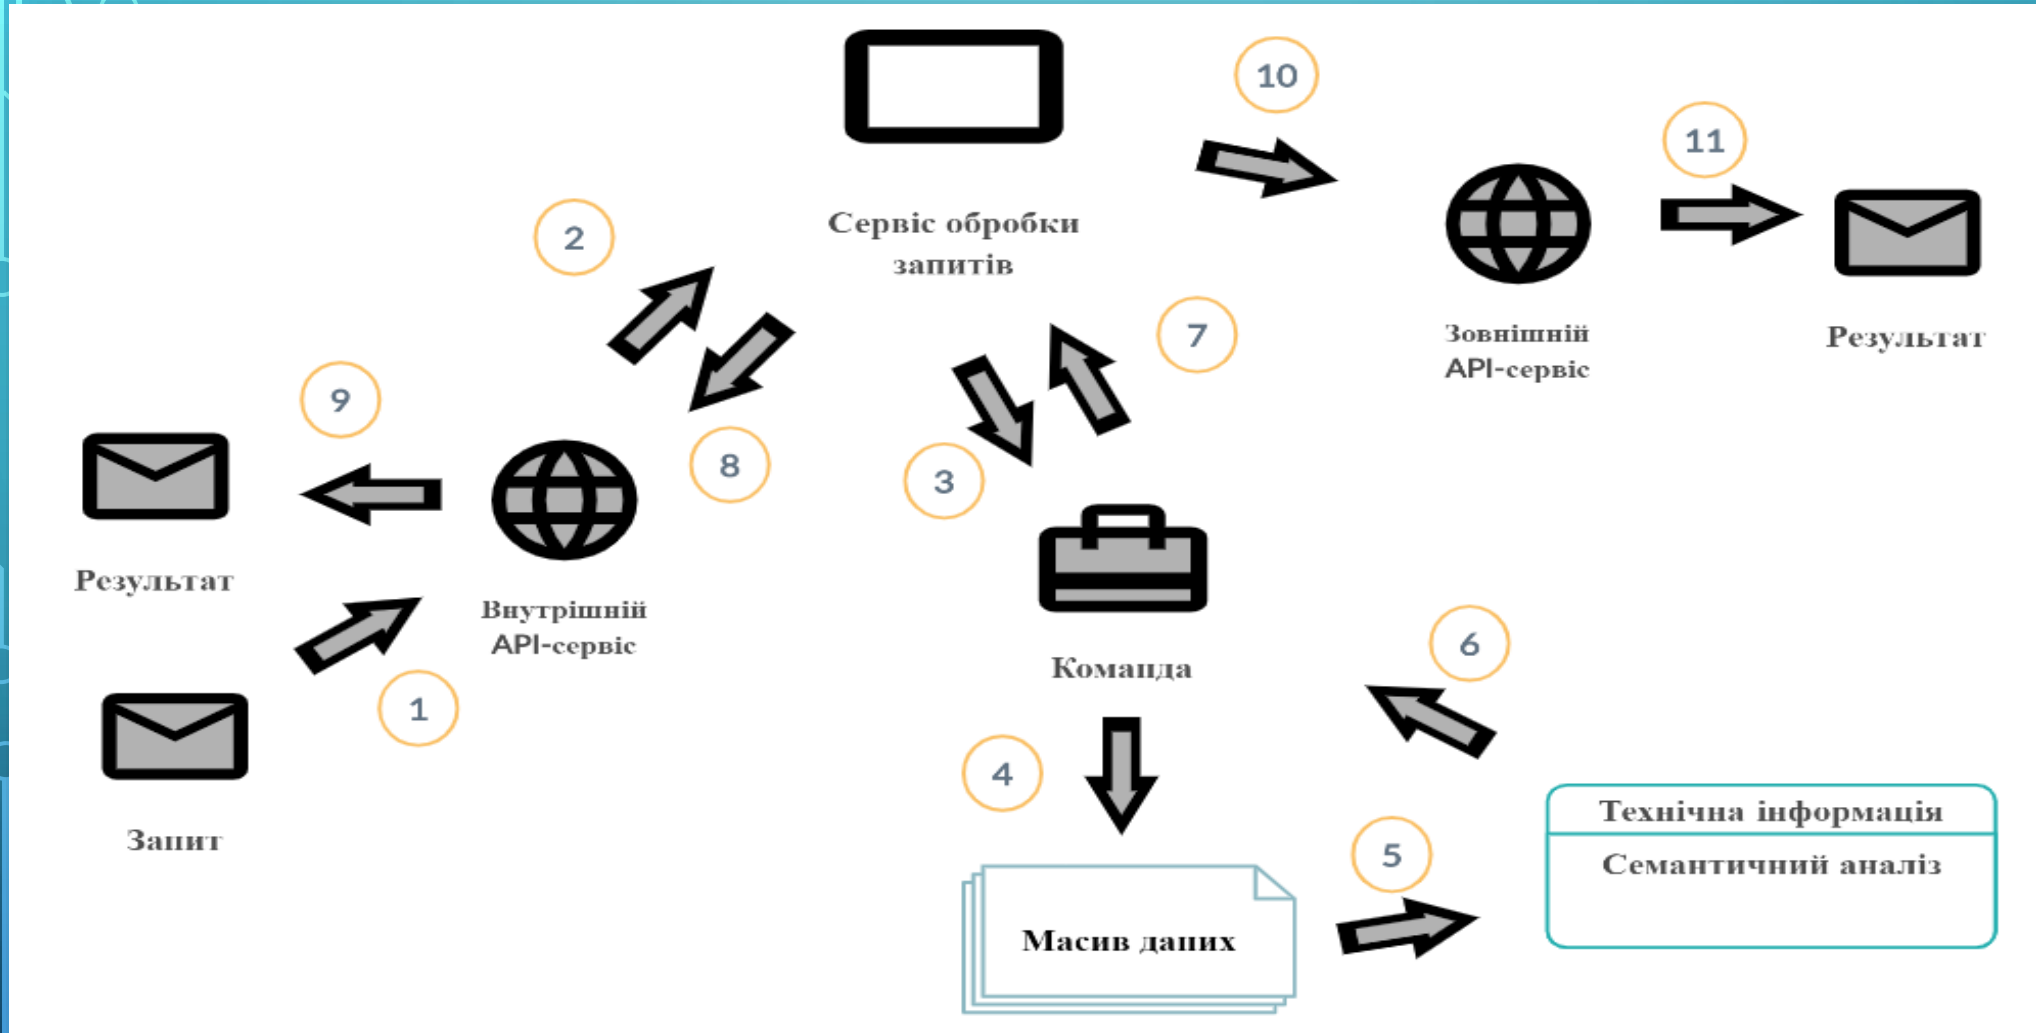 10
11
2
Сервіс обробки
запитів
7
Зовнішній
API-сервіс
Результат
9
8
3
Результат
Внутрішній
API-сервіс
1
Команда
6
Запит
4
Технічна інформація
5
Семантичний аналіз
Масив даних